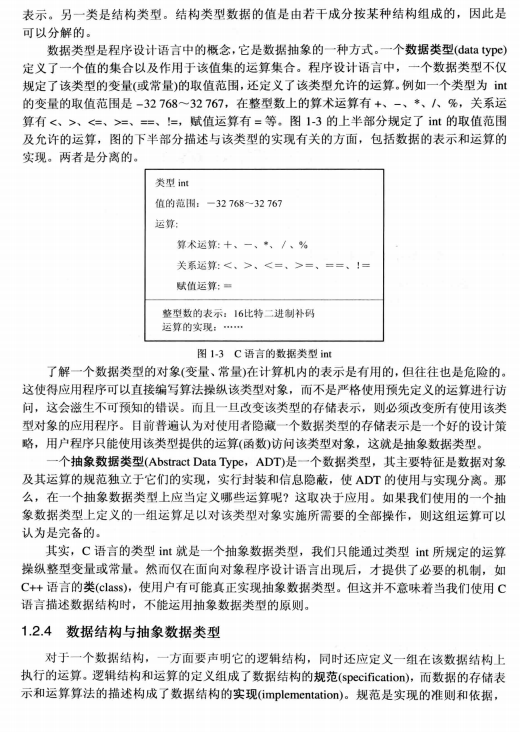 表示。另一类是结构类型。结构类型数据的值是由若干成分按某种结构组成的，因此是
可以分解的。
数据类型是程序设计语言中的概念,它是数据抽象的一种方式。一个数据类型(data type)
定义了一个值的集合以及作用于该值集的运算集合。程序设计语言中，一个数据类型不仅
规定了该类型的变量(或常量)的取值范围,还定义了该类型允许的运算。例如一个类型为 int
的变量的取值范围是 –32 768～32 767，在整型数上的算术运算有 +、–、*、/、%，关系运
算有 <、>、<=、>=、==、!=，赋值运算有 = 等。图 1-3 的上半部分规定了 int 的取值范围
及允许的运算，图的下半部分描述与该类型的实现有关的方面，包括数据的表示和运算的
实现。两者是分离的。
类型 int
值的范围：－32 768～32 767
运算:
算术运算:＋、－、*、/、%
关系运算:＜、＞、＜＝、＞＝、＝＝、!＝
赋值运算:＝
整型数的表示：16比特二进制补码
运算的实现：……
图 1-3 C 语言的数据类型 int
了解一个数据类型的对象(变量、常量)在计算机内的表示是有用的,但往往也是危险的。
这使得应用程序可以直接编写算法操纵该类型对象，而不是严格使用预先定义的运算进行访
问，这会滋生不可预知的错误。而且一旦改变该类型的存储表示，则必须改变所有使用该类
型对象的应用程序。目前普遍认为对使用者隐藏一个数据类型的存储表示是一个好的设计策
略，用户程序只能使用该类型提供的运算(函数)访问该类型对象，这就是抽象数据类型。
一个抽象数据类型(Abstract Data Type，ADT)是一个数据类型，其主要特征是数据对象
及其运算的规范独立于它们的实现，实行封装和信息隐蔽，使 ADT 的使用与实现分离。那
么，在一个抽象数据类型上应当定义哪些运算呢？这取决于应用。如果我们使用的一个抽
象数据类型上定义的一组运算足以对该类型对象实施所需要的全部操作，则这组运算可以
认为是完备的。
其实，C 语言的类型 int 就是一个抽象数据类型，我们只能通过类型 int 所规定的运算
操纵整型变量或常量。然而仅在面向对象程序设计语言出现后，才提供了必要的机制，如
C++ 语言的类(class)，使用户有可能真正实现抽象数据类型。但这并不意味着当我们使用 C
语言描述数据结构时，不能运用抽象数据类型的原则。
1.2.4 数据结构与抽象数据类型
对于一个数据结构，一方面要声明它的逻辑结构，同时还应定义一组在该数据结构上
执行的运算。逻辑结构和运算的定义组成了数据结构的规范(specification)，而数据的存储表
示和运算算法的描述构成了数据结构的实现(implementation)。规范是实现的准则和依据，